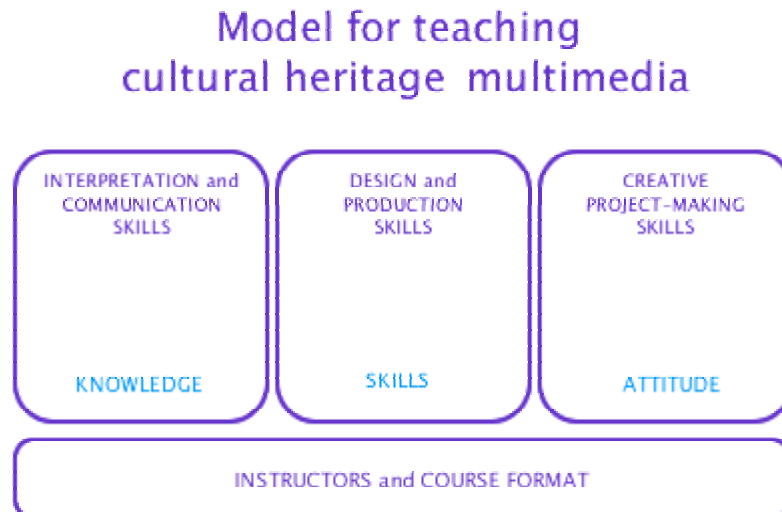 Model for teaching
cultural heritage multimedia
INTERPRETATION and
COMMUNICATION
SKILLS
KNOWLEDGE
DESIGN and
PRODUCTION
SKILLS
SKILLS
CREATIVE
PROJECT-MAKING
SKILLS
ATTITUDE
INSTRUCTORS and COURSE FORMAT